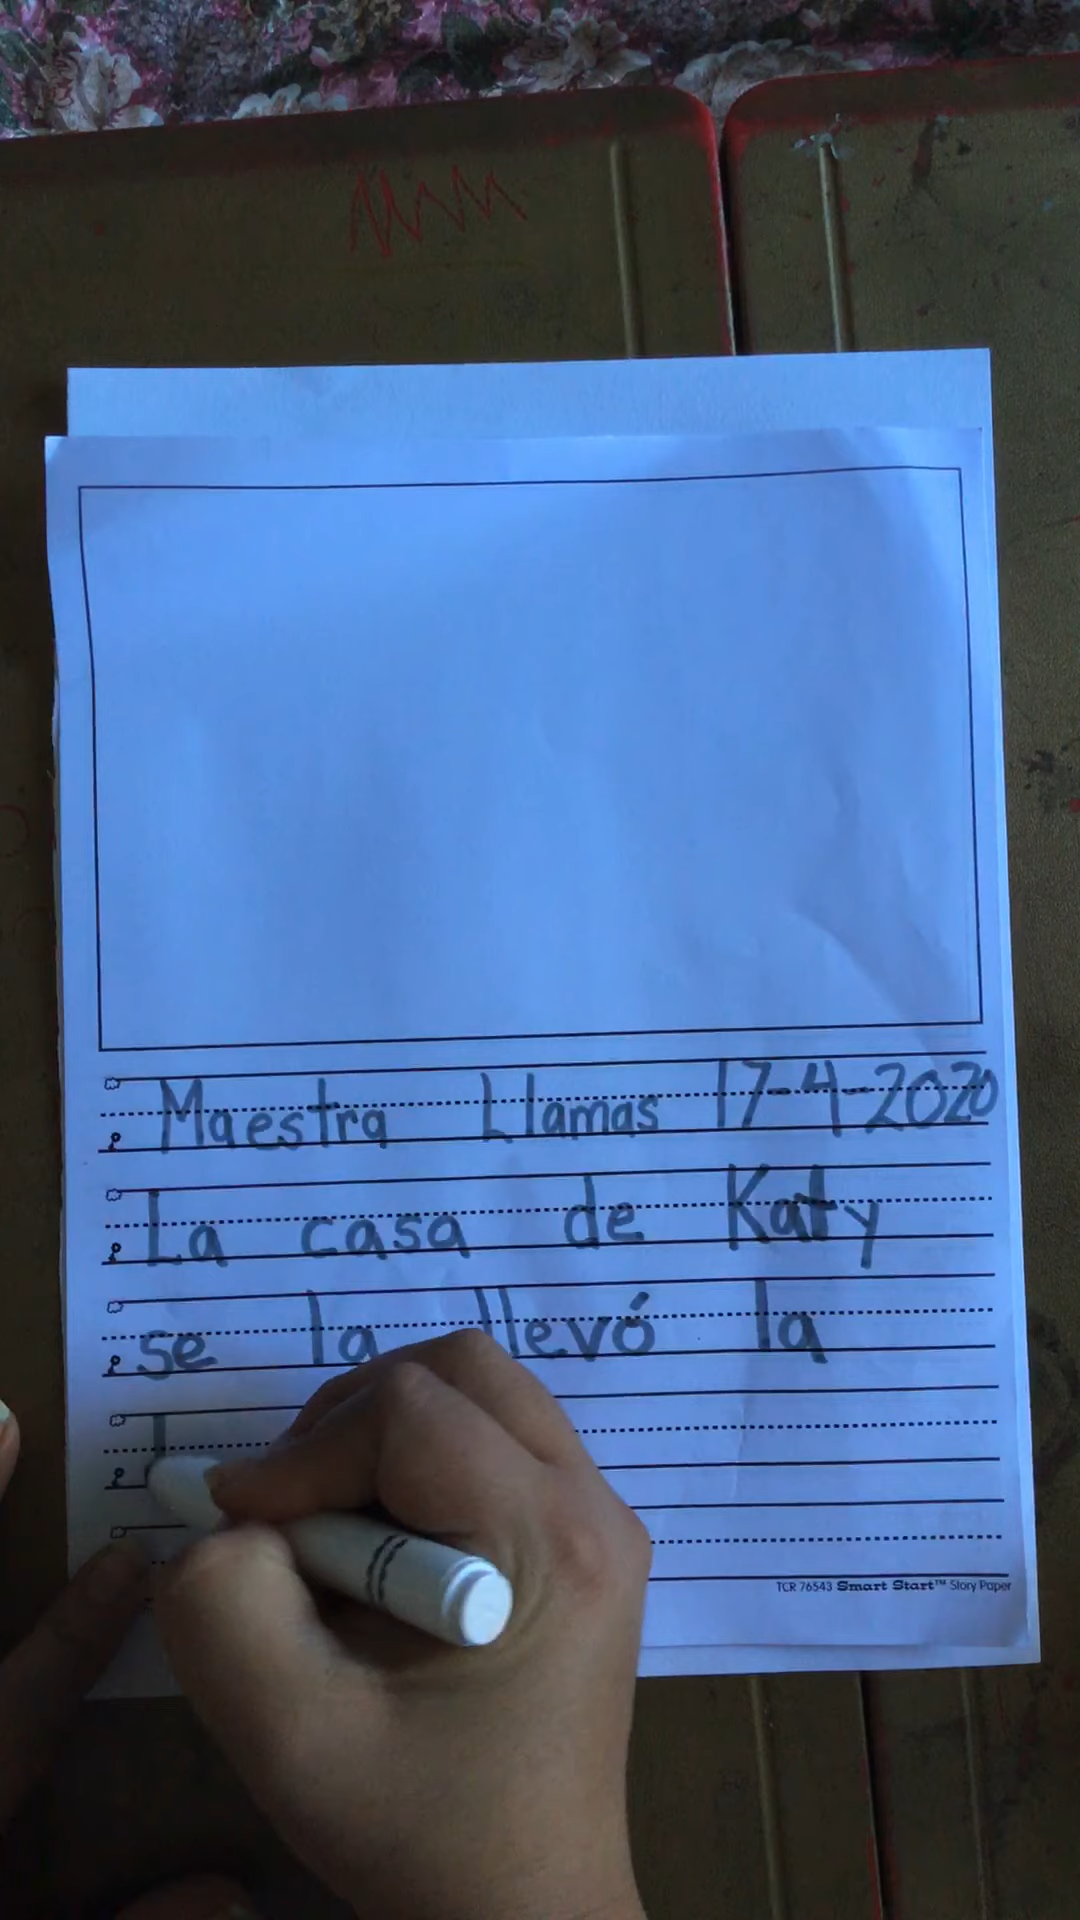 Maestra Llamas 17-4-2020
La casa de Katy
se la llevó la
l
TCR 76543 Smart Start™ Story Paper